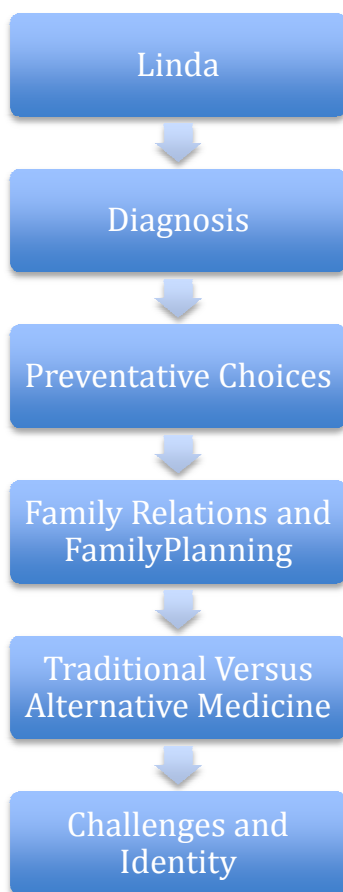 Linda
Diagnosis
Preventative Choices
Family Relations and
FamilyPlanning
Traditional Versus
Alternative Medicine
Challenges and
Identity